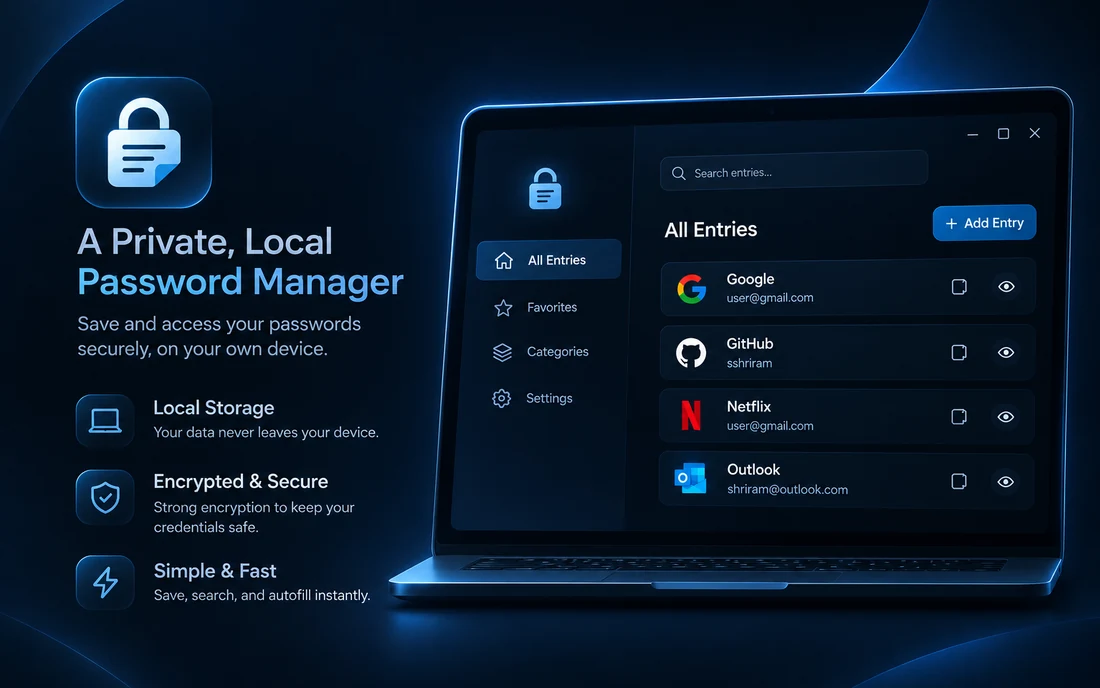 A Private, Local
Password Manager
Save and access your passwords
securely, on your own device.
Local Storage
Your data never leaves your device.
Encrypted & Secure
Strong encryption to keep your
credentials safe.
Simple & Fast
Save, search, and autofill instantly.
All Entries
Favorites
Categories
Settings
Search entries...
All Entries
+ Add Entry
Google
user@gmail.com
GitHub
sshriram
Netflix
user@gmail.com
Outlook
shriram@outlook.com